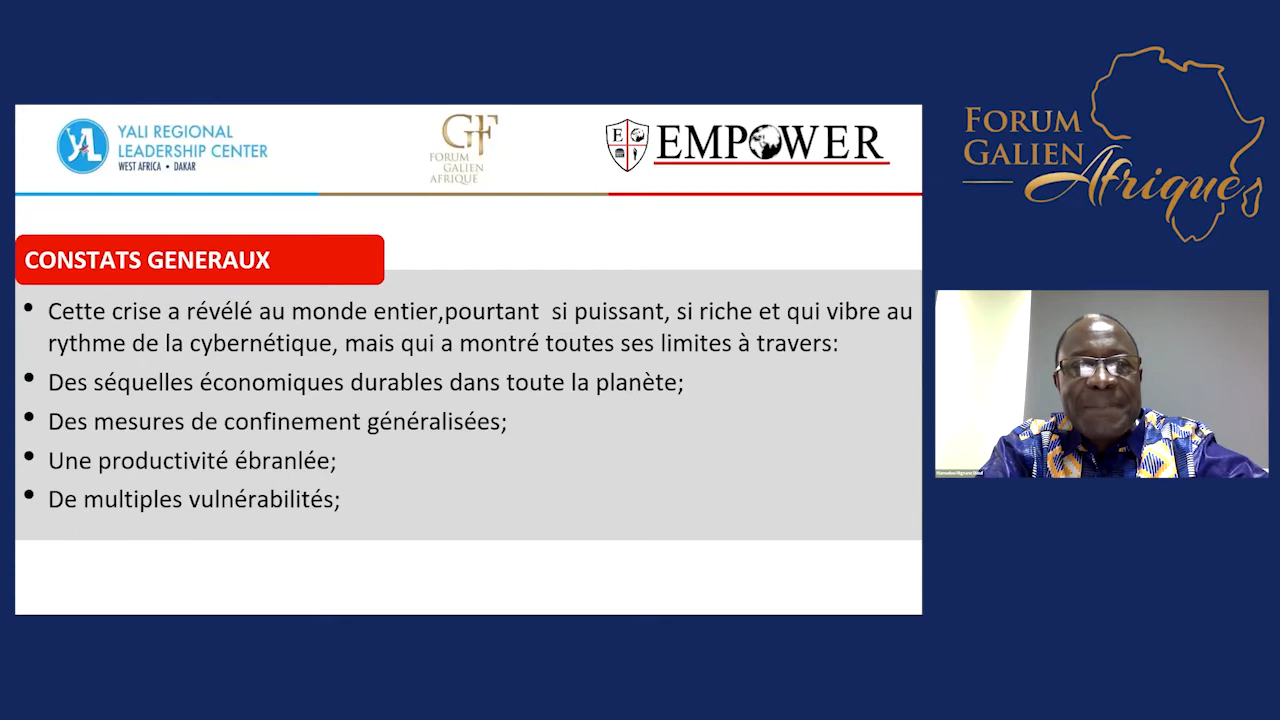 YALI REGIONAL
LEADERSHIP CENTER
WEST AFRICA • DAKAR
GF
FORUM
GALIEN
AFRIQUE
E
EMPOWER
FORUM
GALIEN
Afrique
CONSTATS GENERAUX
• Cette crise a révélé au monde entier,pourtant si puissant, si riche et qui vibre au
rythme de la cybernétique, mais qui a montré toutes ses limites à travers:
• Des séquelles économiques durables dans toute la planète;
• Des mesures de confinement généralisées;
• Une productivité ébranlée;
• De multiples vulnérabilités;